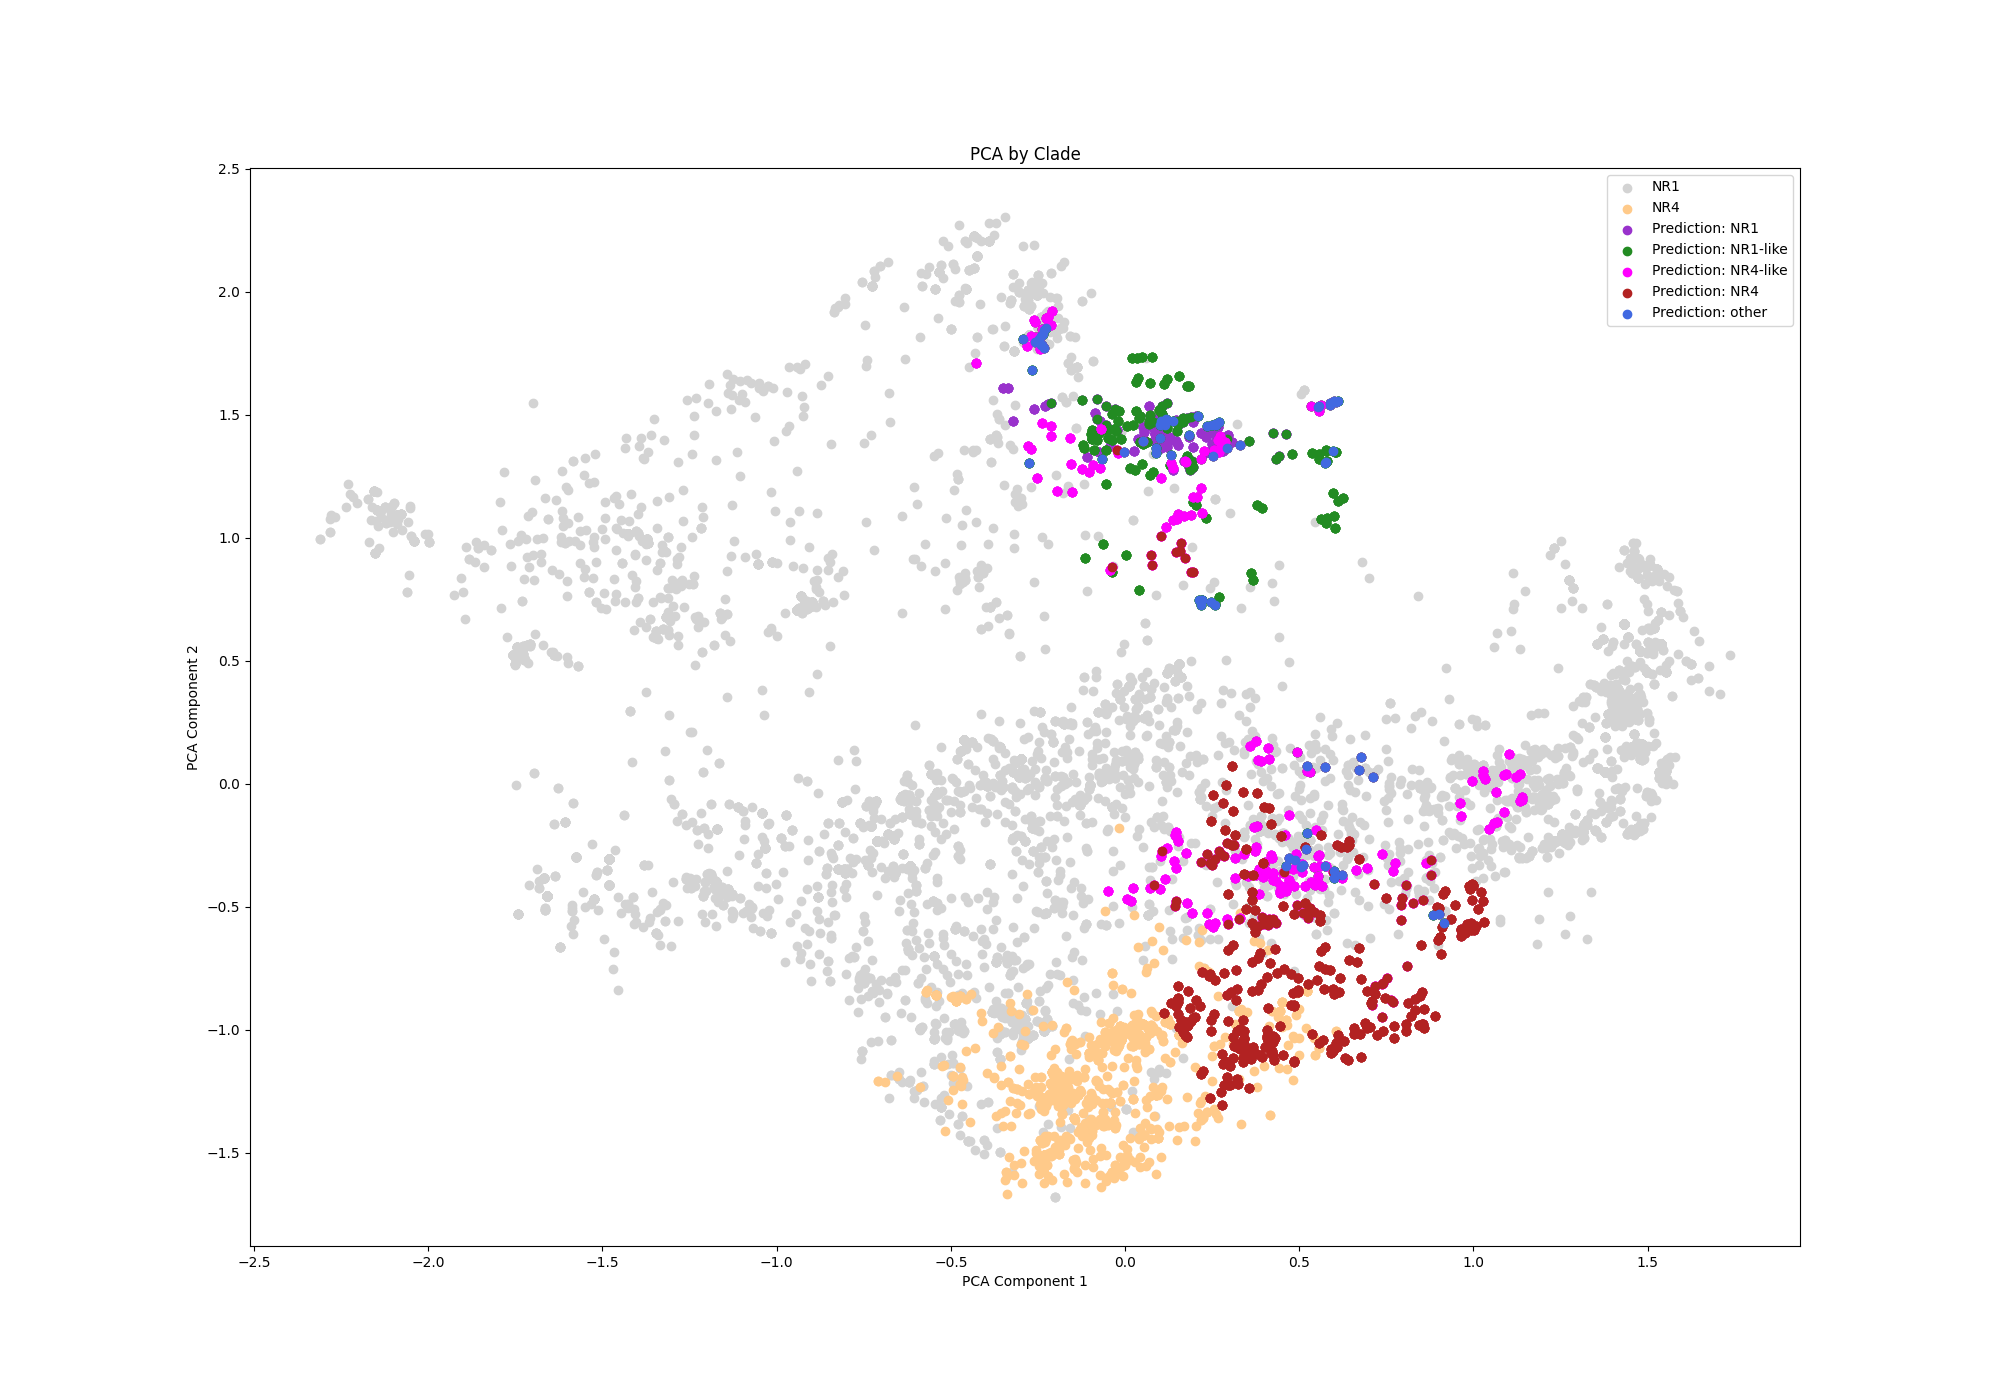 PCA by Clade
2.5
2.0
1.5
1.0
0.5
0.0
−0.5
−1.0
−1.5
PCA Component 2
NR1
NR4
Prediction: NR1
Prediction: NR1-like
Prediction: NR4-like
Prediction: NR4
Prediction: other
−2.5 −2.0 −1.5 −1.0 −0.5 0.0 0.5 1.0 1.5
PCA Component 1